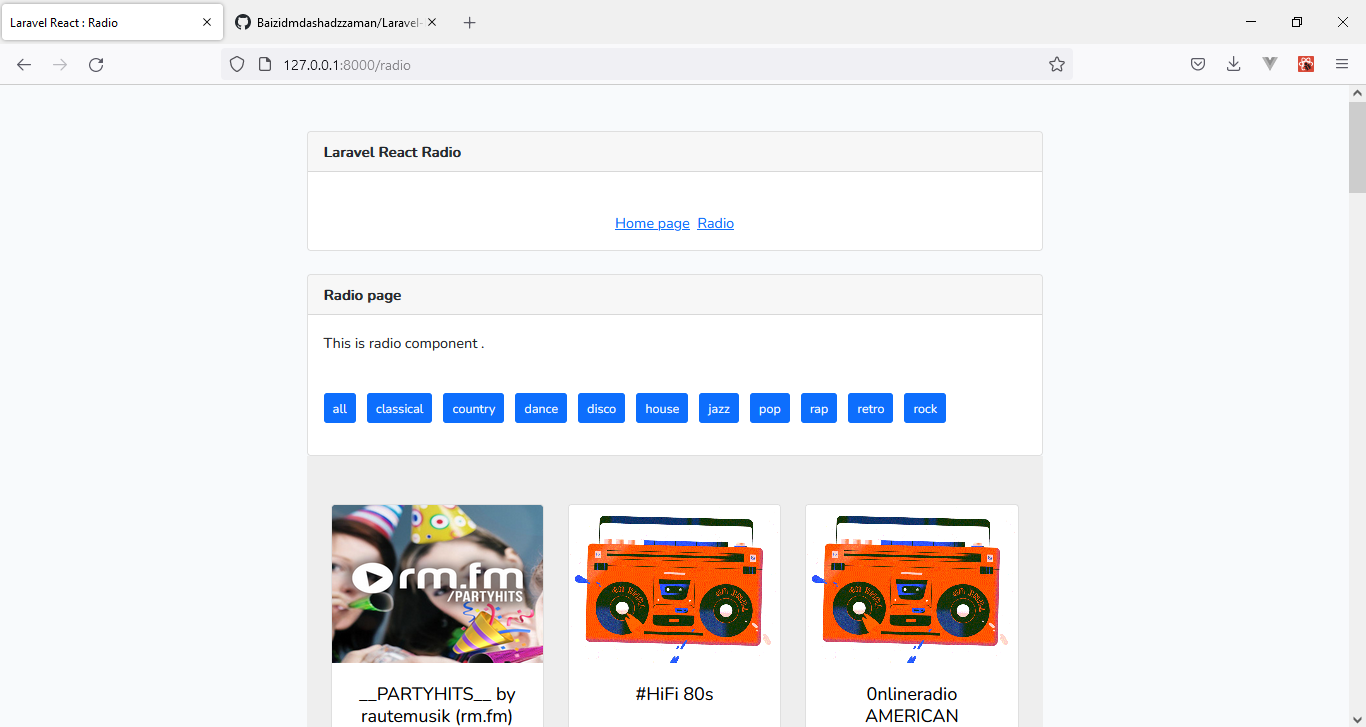 Laravel React : Radio
Baizidmdashadzzaman/Laravel-
127.0.0.1:8000/radio
Laravel React Radio
Home page Radio
Radio page
This is radio component .
all classical country dance disco house jazz pop rap retro rock
rm.fm
/PARTYHITS
__PARTYHITS__ by
rautemusik (rm.fm)
#HiFi 80s
0nlineradio
AMERICAN